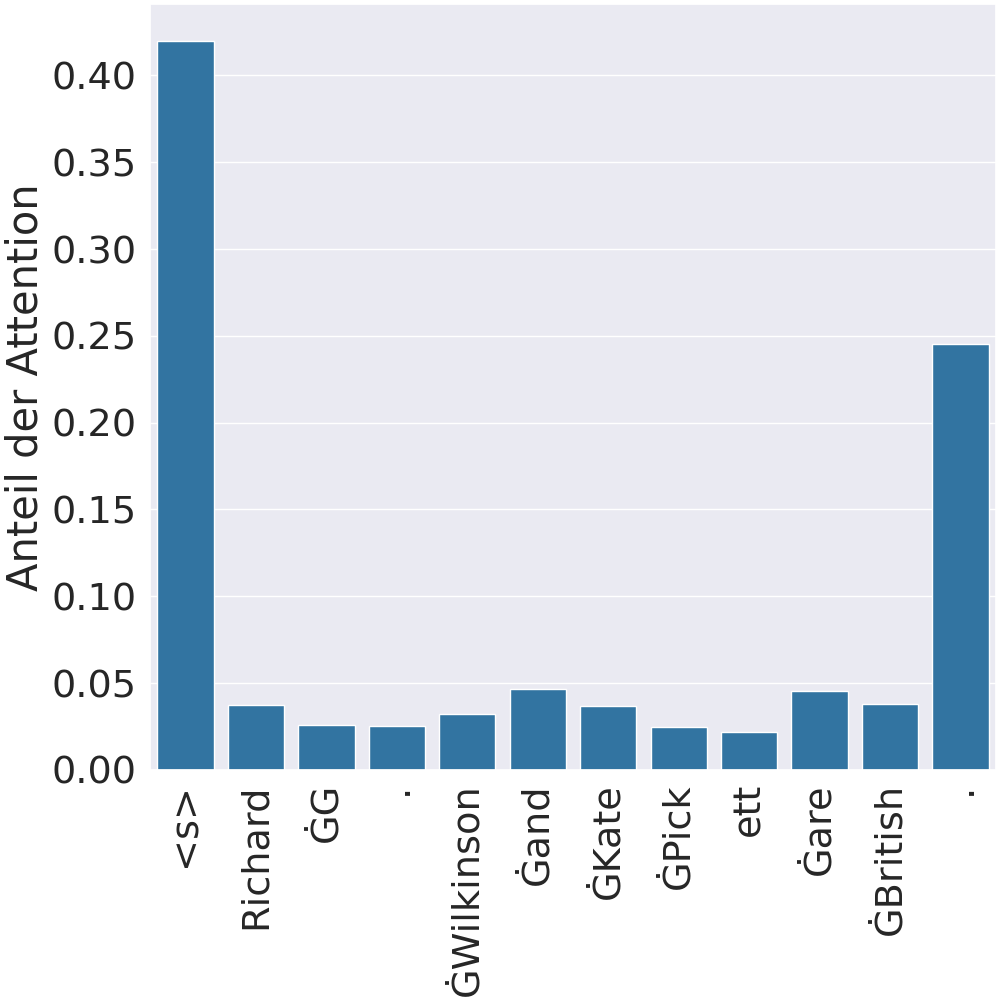 Anteil der Attention
0.40
0.35
0.30
0.25
0.20
0.15
0.10
0.05
0.00
<s>
Richard
ĠG
.
ĠWilkinson
Ġand
ĠKate
ĠPick
ett
Ġare
ĠBritish
.